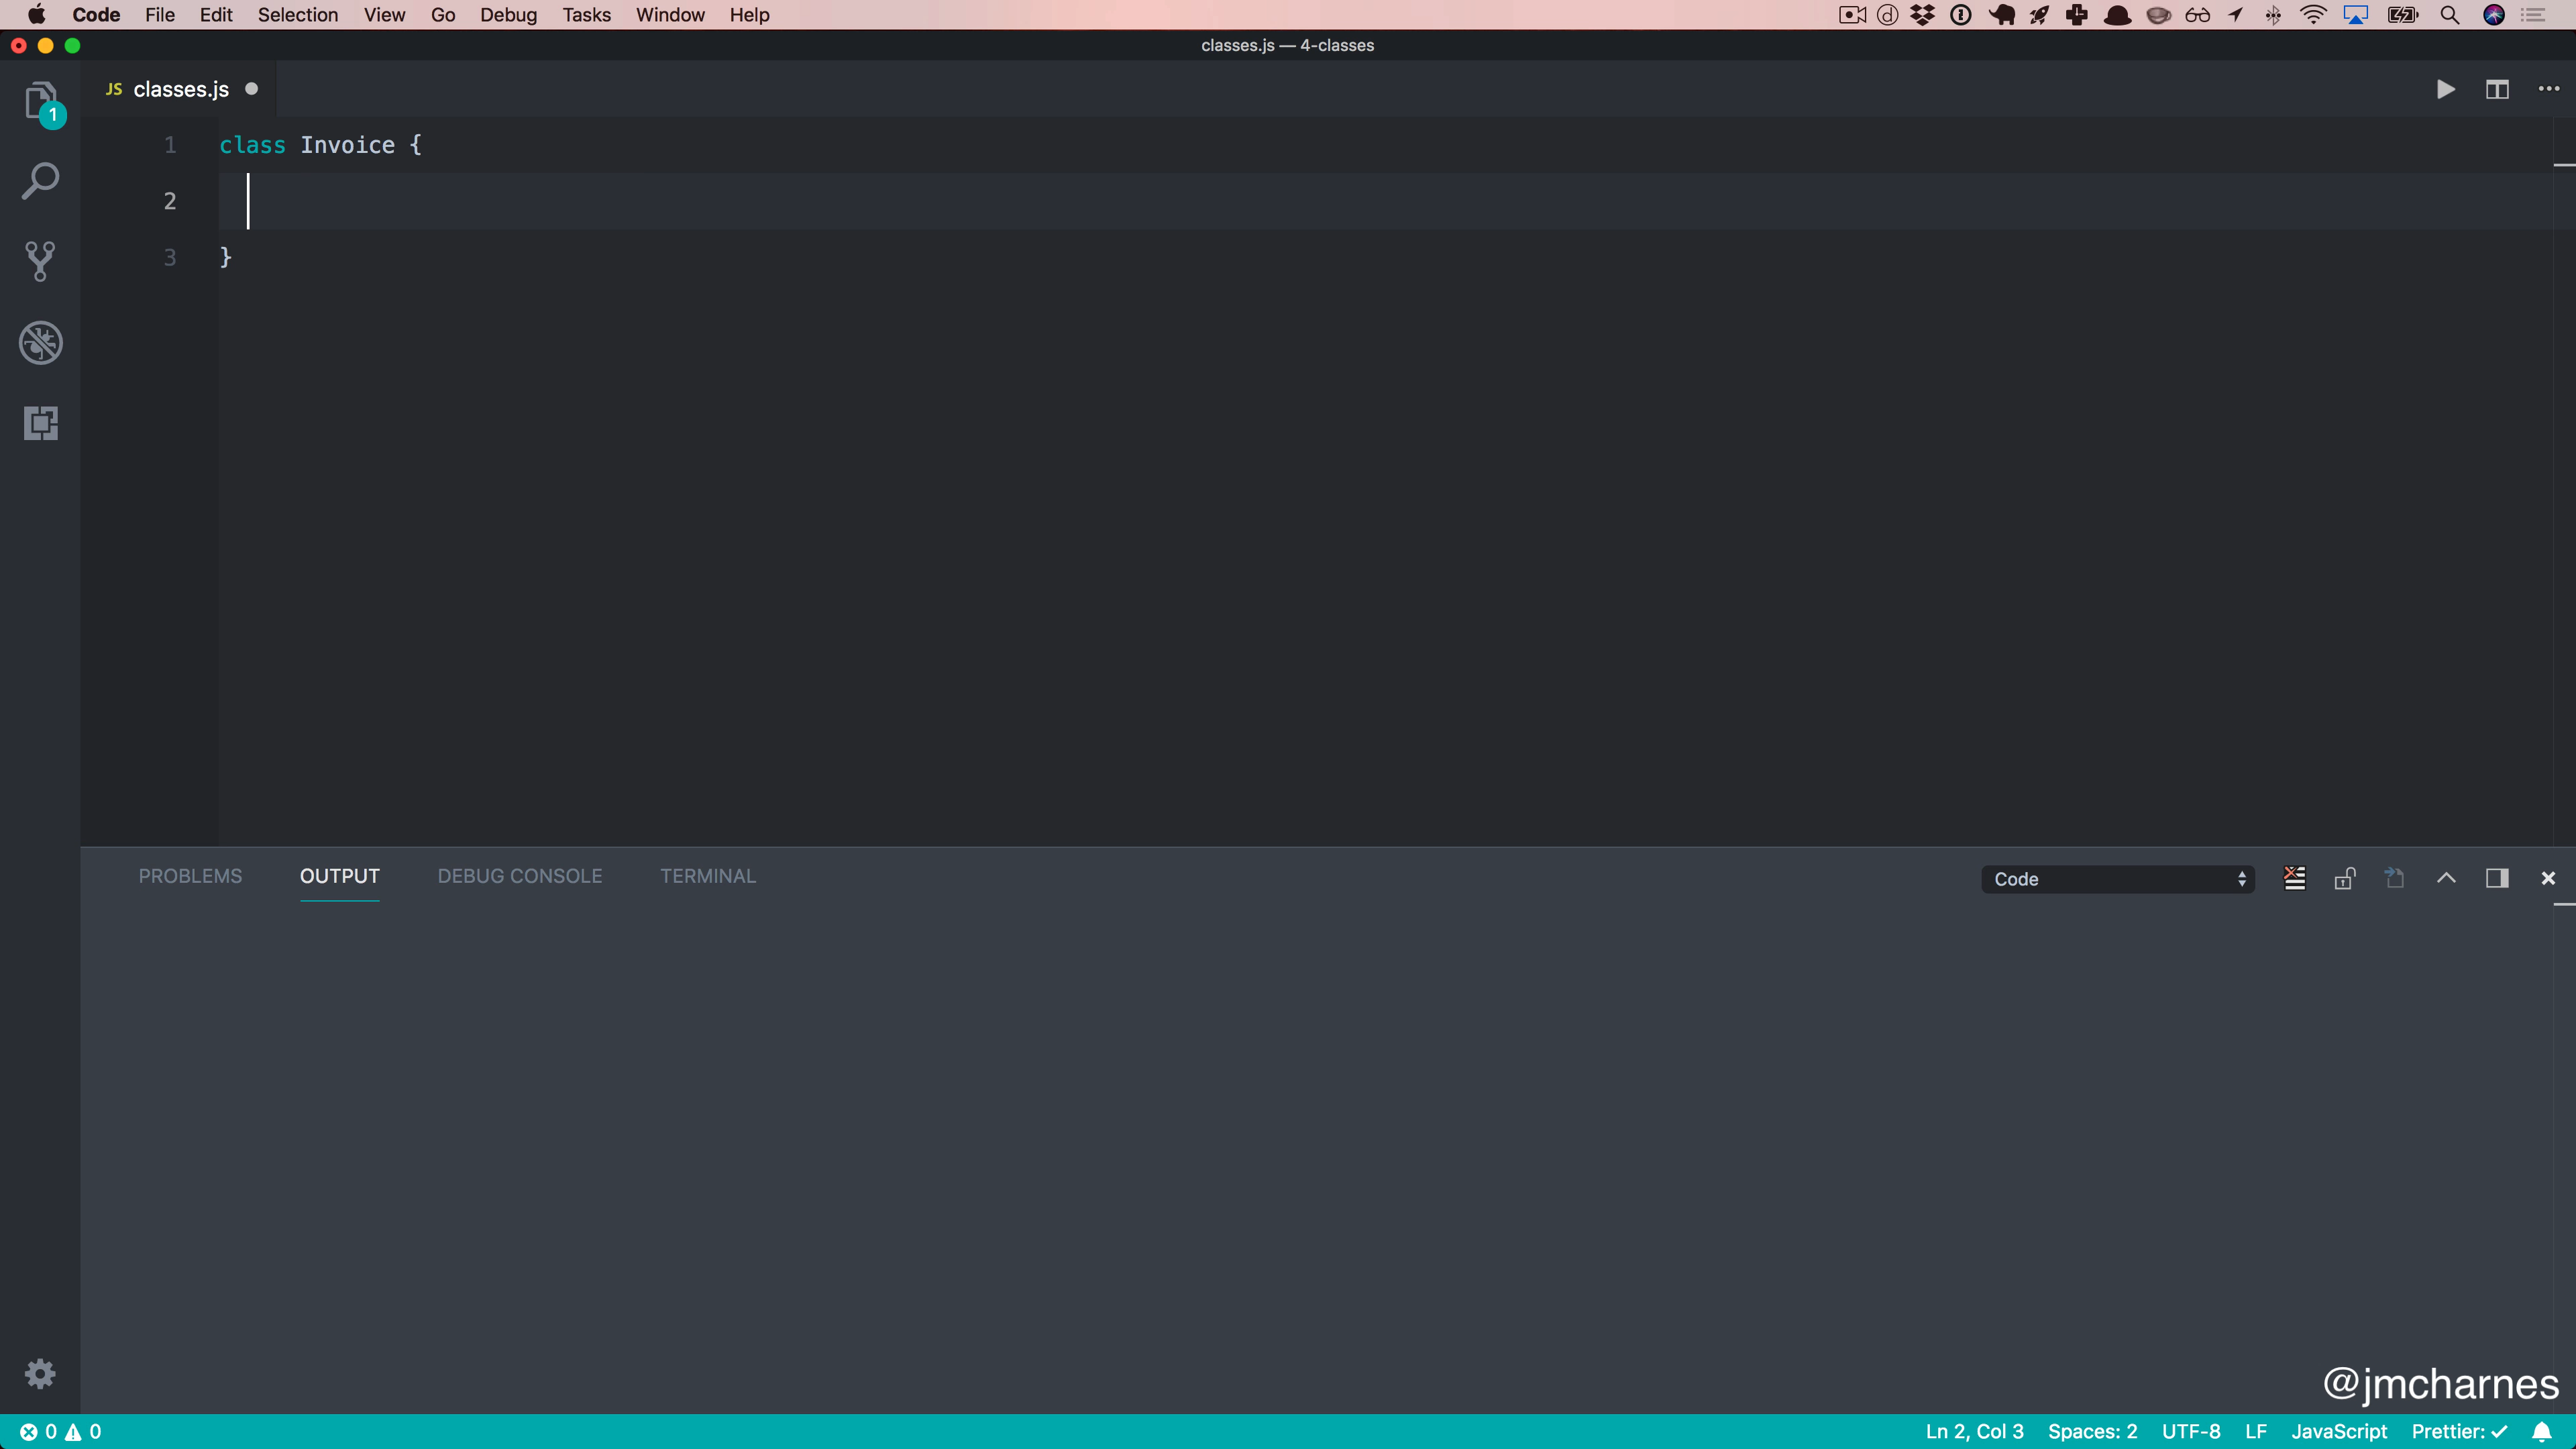 Code File Edit Selection View Go Debug Tasks Window Help
classes.js — 4-classes
1
JS classes.js
1 class Invoice {
2
3 }
PROBLEMS OUTPUT DEBUG CONSOLE TERMINAL
Code
@jmcharnes
0 0 Ln 2, Col 3 Spaces: 2 UTF-8 LF JavaScript Prettier: ✓